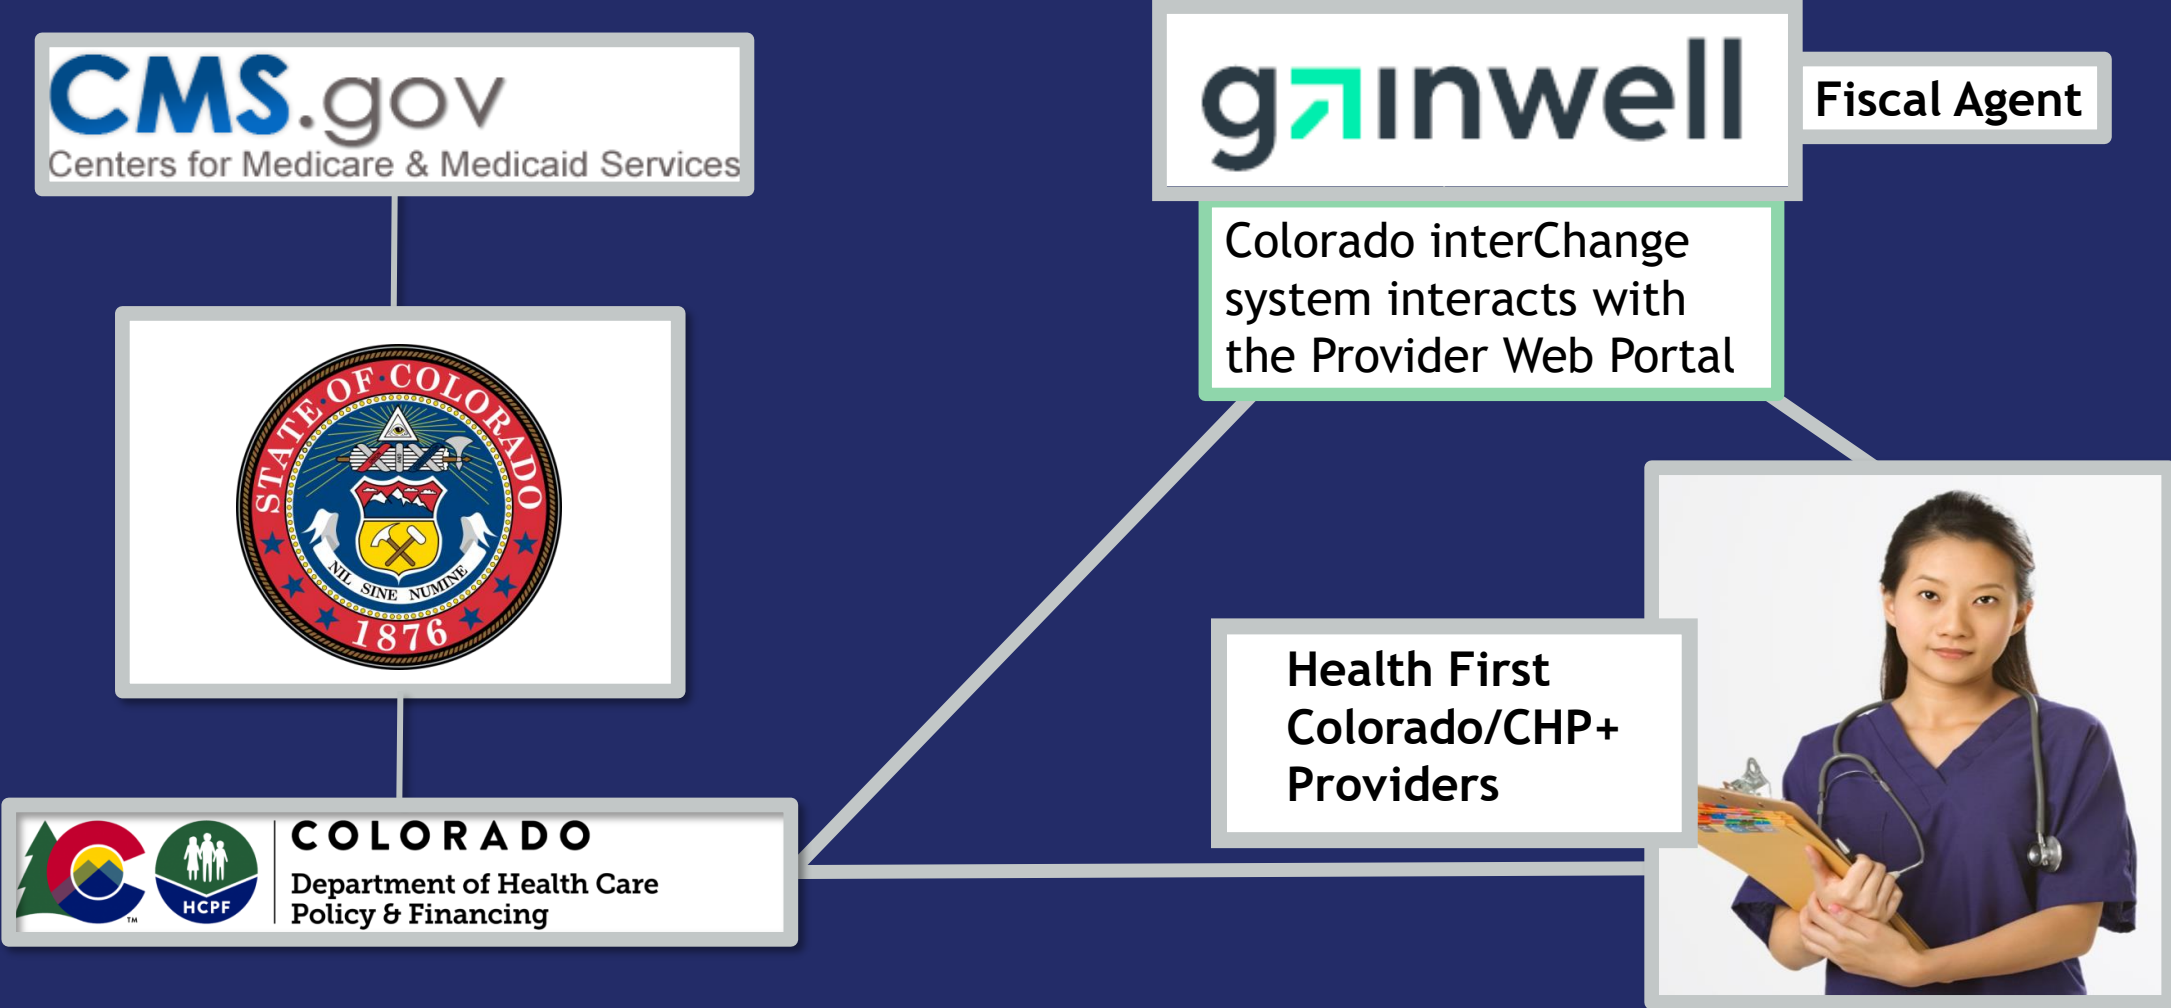 CMS.gov
Centers for Medicare & Medicaid Services
gainwell
Fiscal Agent
Colorado interChange
system interacts with
the Provider Web Portal
STATE OF COLORADO
NIL SINE NUMINE
1876
Health First
Colorado/CHP+
Providers
HCPF
TM
COLORADO
Department of Health Care
Policy & Financing